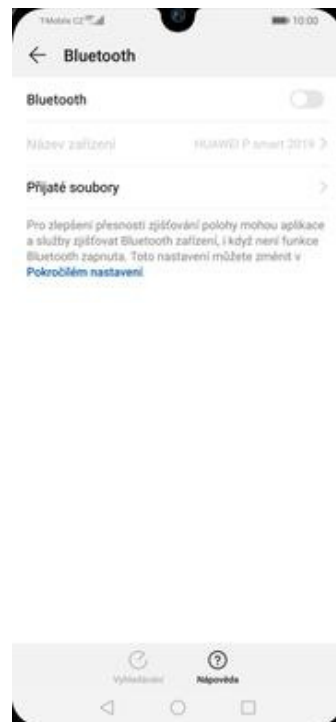 T-Mobile CZ 10:00
Bluetooth
Bluetooth
Název zařízení HUAWEI P smart 2019
Přijaté soubory
Pro zlepšení přesnosti zjišťování polohy mohou aplikace
a služby zjišťovat Bluetooth zařízení, i když není funkce
Bluetooth zapnuta. Toto nastavení můžete změnit v
Pokročilém nastavení
Vyhledávání Nápověda